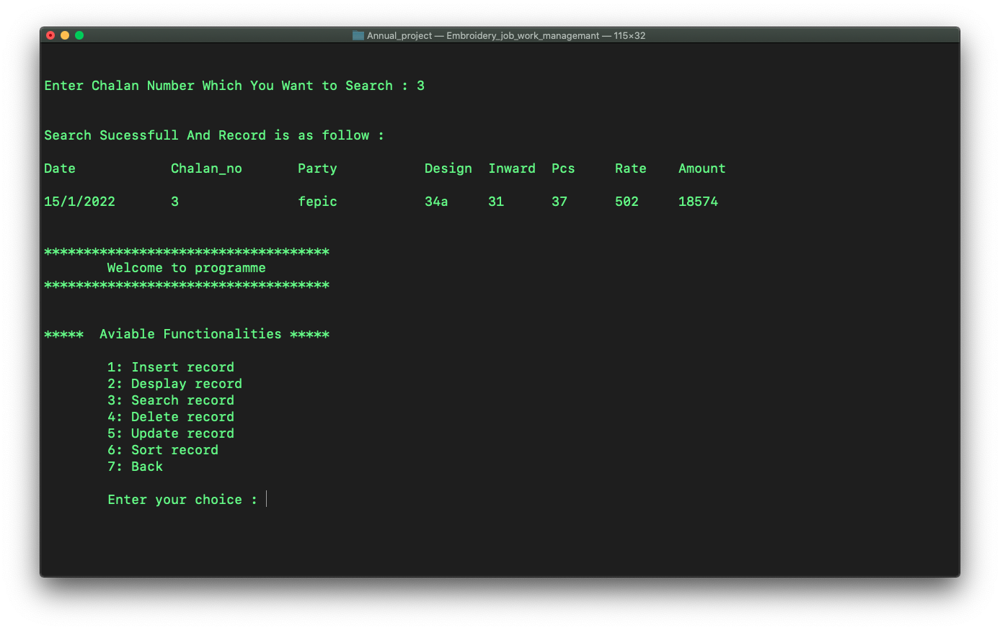 Annual_project — Embroidery_job_work_managemant — 115×32
Enter Chalan Number Which You Want to Search : 3
Search Sucessfull And Record is as follow :
Date Chalan_no Party Design Inward Pcs Rate Amount
15/1/2022 3 fepic 34a 31 37 502 18574
************************************
Welcome to programme
************************************
***** Aviable Functionalities *****
1: Insert record
2: Desplay record
3: Search record
4: Delete record
5: Update record
6: Sort record
7: Back
Enter your choice :